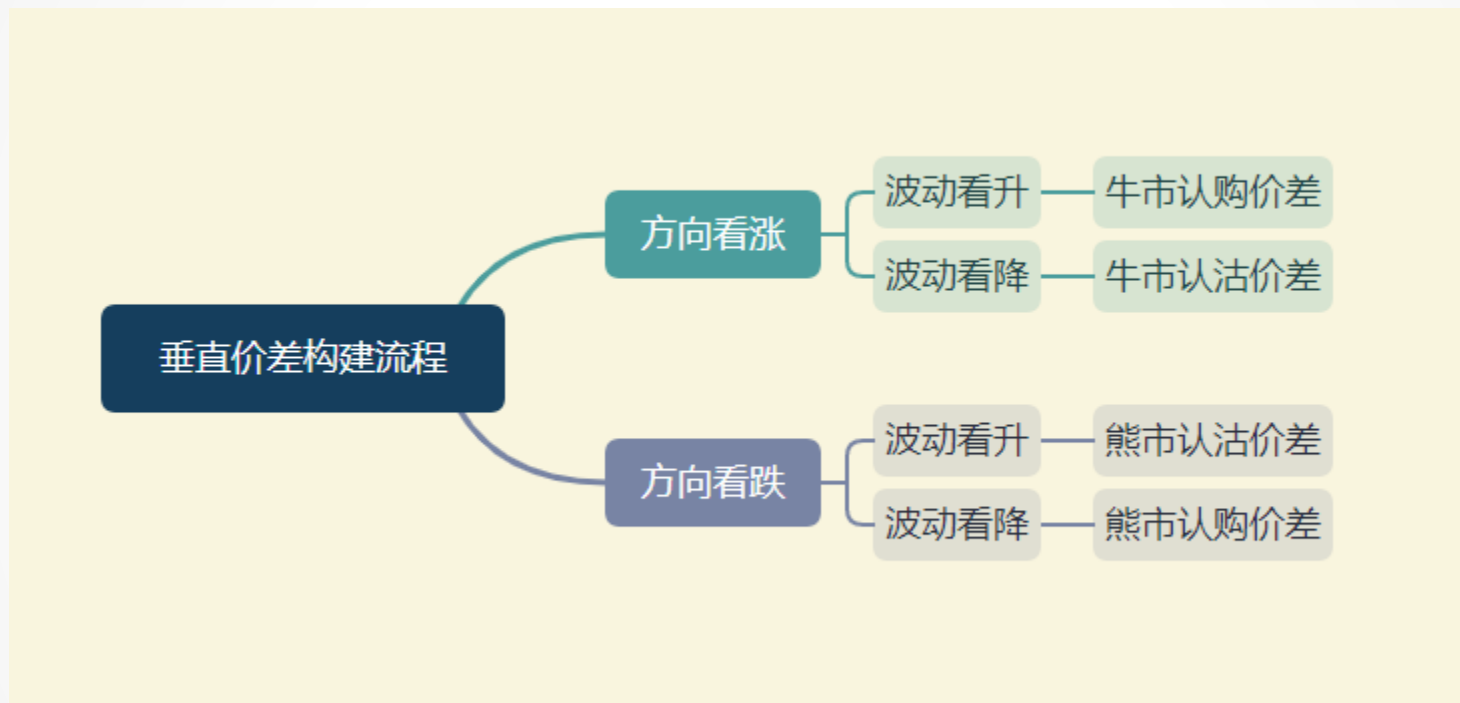 垂直价差构建流程
方向看涨
波动看升
牛市认购价差
波动看降
牛市认沽价差
方向看跌
波动看升
熊市认沽价差
波动看降
熊市认购价差